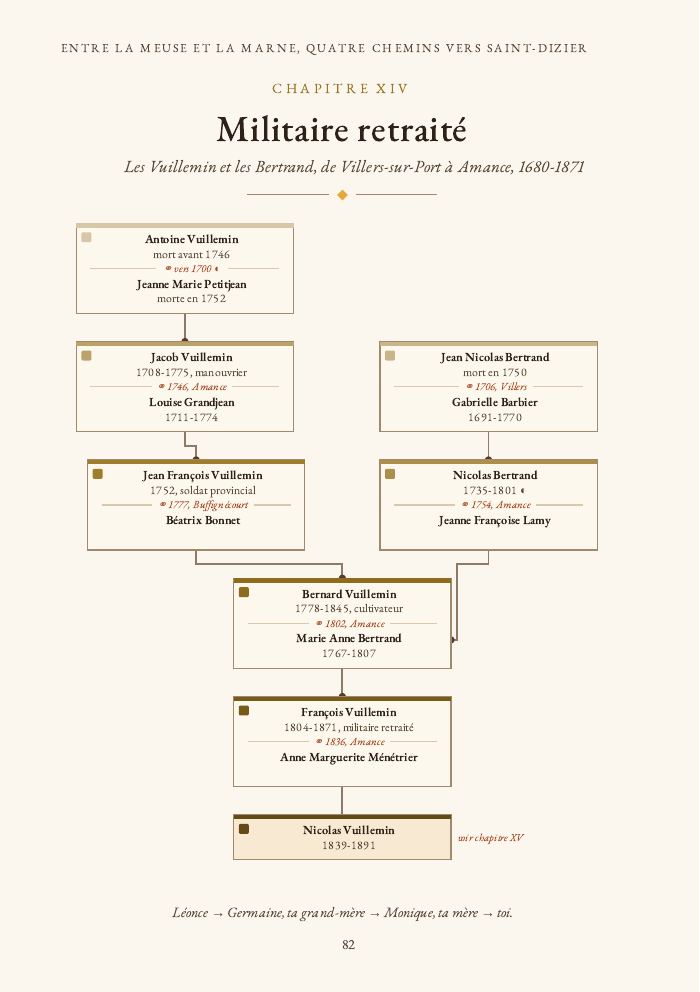 ENTRE LA MEUSE ET LA MARNE, QUATRE CHEMINS VERS SAINT-DIZIER
CHAPITRE XIV
Militaire retraité
Les Vuillemin et les Bertrand, de Villers-sur-Port à Amance, 1680-1871
Antoine Vuillemin
mort avant 1746
⚭ vers 1700
Jeanne Marie Petitjean
morte en 1752
Jacob Vuillemin
1708-1775, manouvrier
⚭ 1746, Amance
Louise Grandjean
1711-1774
Jean Nicolas Bertrand
mort en 1750
⚭ 1706, Villers
Gabrielle Barbier
1691-1770
Jean François Vuillemin
1752, soldat provincial
⚭ 1777, Buffignécourt
Béatrix Bonnet
Nicolas Bertrand
1735-1801
⚭ 1754, Amance
Jeanne Françoise Lamy
Bernard Vuillemin
1778-1845, cultivateur
⚭ 1802, Amance
Marie Anne Bertrand
1767-1807
François Vuillemin
1804-1871, militaire retraité
⚭ 1836, Amance
Anne Marguerite Ménétrier
Nicolas Vuillemin
1839-1891
voir chapitre XV
Léonce → Germaine, ta grand-mère → Monique, ta mère → toi.
82